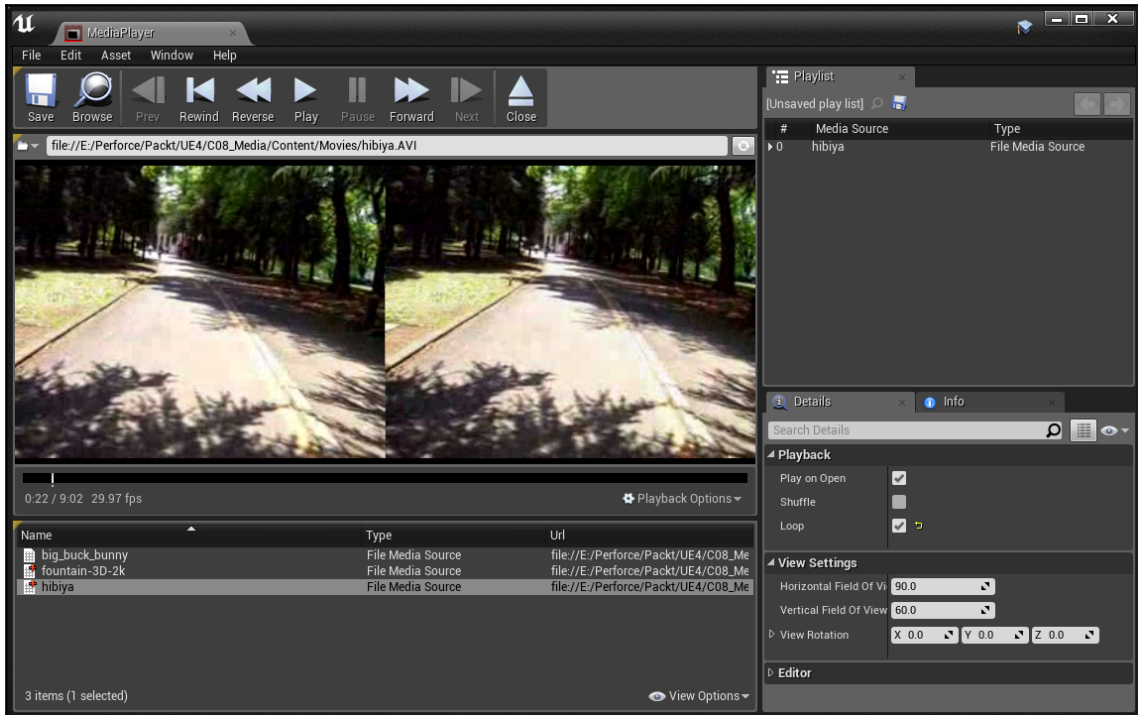 MediaPlayer
File Edit Asset Window Help
Save Browse Prev Rewind Reverse Play Pause Forward Next Close
file://E:/Perforce/Packt/UE4/C08_Media/Content/Movies/hibiya.AVI
0:22 / 9:02 29.97 fps
Playback Options
Name Type Url
big_buck_bunny File Media Source file://E:/Perforce/Packt/UE4/C08_Me
fountain-3D-2k File Media Source file://E:/Perforce/Packt/UE4/C08_Me
hibiya File Media Source file://E:/Perforce/Packt/UE4/C08_Me
3 items (1 selected) View Options
Playlist
[Unsaved play list]
# Media Source Type
0 hibiya File Media Source
Details Info
Search Details
Playback
Play on Open
Shuffle
Loop
View Settings
Horizontal Field Of Vi 90.0
Vertical Field Of View 60.0
View Rotation X 0.0 Y 0.0 Z 0.0
Editor